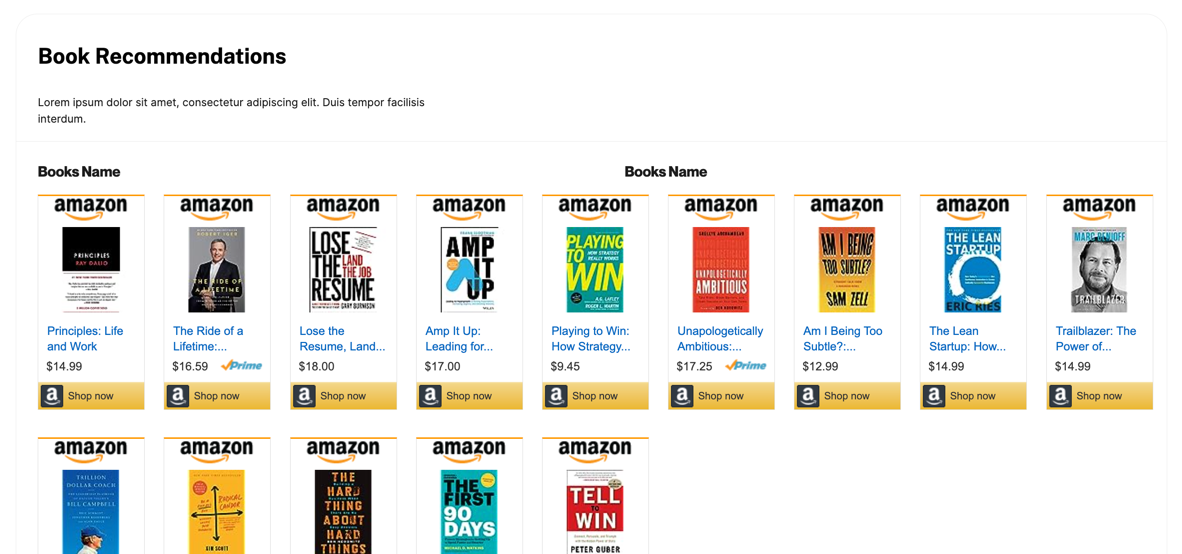 Book Recommendations
Lorem ipsum dolor sit amet, consectetur adipiscing elit. Duis tempor facilisis
interdum.
Books Name
Books Name
amazon amazon amazon amazon amazon amazon amazon amazon amazon
PRINCIPLES
RAY DALIO
ROBERT IGER
THE RIDE OF
A LIFETIME
LOSE
THE
RESUME
LAND
THE JOB
GARY BURNISON
AMP
IT
UP
PLAYING
TO
WIN
HOW STRATEGY
REALLY WORKS
A.G. LAFLEY
ROGER L. MARTIN
SHELLYE ARCHAMBEAU
UNAPOLOGETICALLY
AMBITIOUS
AM I BEING
TOO SUBTLE?
SAM ZELL
THE LEAN
STARTUP
ERIC RIES
MARC BENIOFF
TRAILBLAZER
Principles: Life
and Work
$14.99
Shop now
The Ride of a
Lifetime:...
$16.59 Prime
Shop now
Lose the
Resume, Land...
$18.00
Shop now
Amp It Up:
Leading for...
$17.00
Shop now
Playing to Win:
How Strategy...
$9.45
Shop now
Unapologetically
Ambitious:...
$17.25 Prime
Shop now
Am I Being Too
Subtle?:...
$12.99
Shop now
The Lean
Startup: How...
$14.99
Shop now
Trailblazer: The
Power of...
$14.99
Shop now
amazon amazon amazon amazon amazon
TRILLION
DOLLAR COACH
BILL CAMPBELL
RADICAL
CANDOR
KIM SCOTT
THE
HARD
THING
ABOUT
HARD
THINGS
THE FIRST
90
DAYS
MICHAEL D. WATKINS
TELL
TO
WIN
PETER GUBER